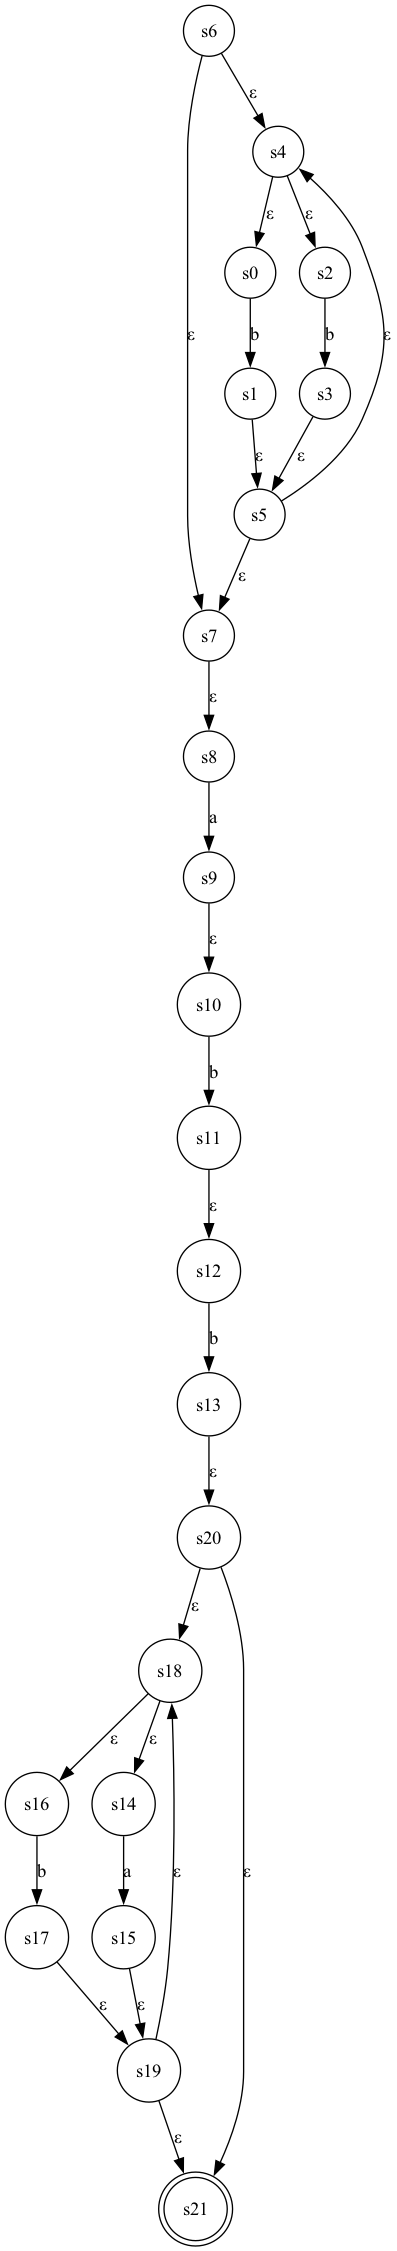 s6
ε
s4
ε ε
s0 s2
ε b b ε
s1 s3
ε ε
s5
ε
s7
ε
s8
a
s9
ε
s10
b
s11
ε
s12
b
s13
ε
s20
ε
s18
ε ε
s16 s14
b a ε ε
s17 s15
ε ε
s19
ε
s21